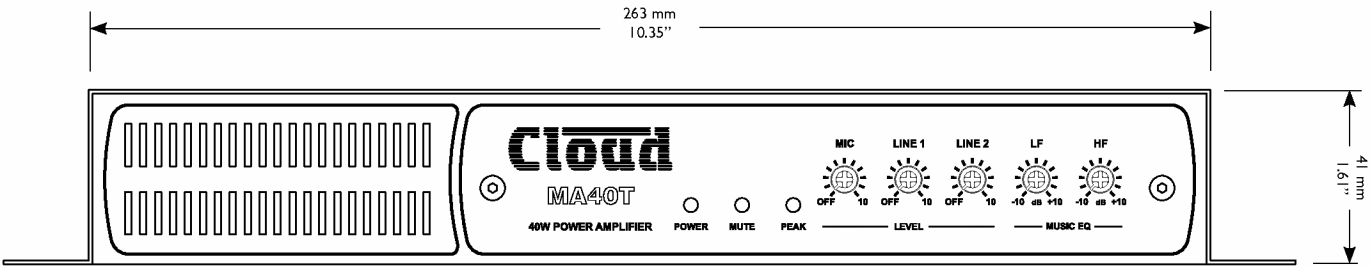 263 mm
10.35”
Cloud
MA40T
40W POWER AMPLIFIER
POWER
MUTE
PEAK
MIC
LINE 1
LINE 2
LF
HF
OFF 10
OFF 10
OFF 10
-10 dB +10
-10 dB +10
LEVEL
MUSIC EQ
41 mm
1.61”